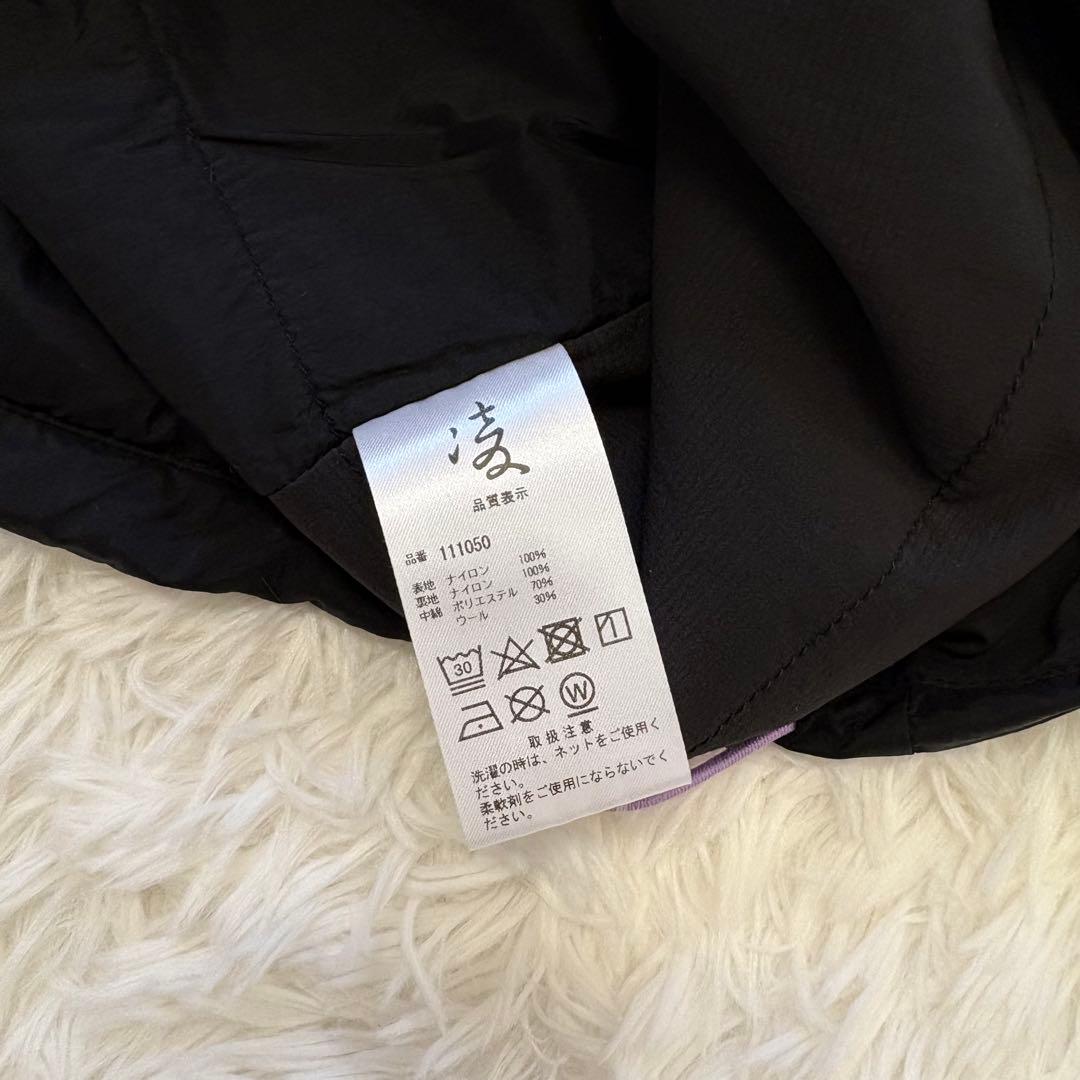 凌
品質表示
品番 111050
表地 ナイロン 100%
裏地 ナイロン 100%
中綿 ポリエステル 70%
ウール 30%
30
W
取扱注意
洗濯の時は、ネットをご使用く
ださい。
柔軟剤をご使用にならないでく
ださい。